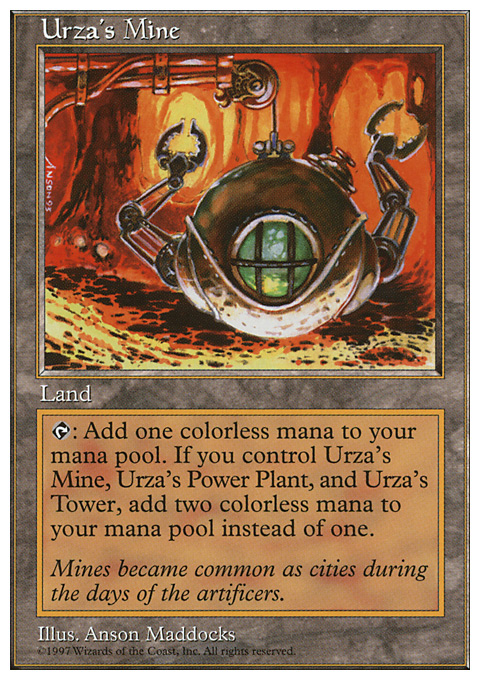 Urza's Mine
ANSON 93
Land
: Add one colorless mana to your
mana pool. If you control Urza's
Mine, Urza's Power Plant, and Urza's
Tower, add two colorless mana to
your mana pool instead of one.
Mines became common as cities during
the days of the artificers.
Illus. Anson Maddocks
©1997 Wizards of the Coast, Inc. All rights reserved.